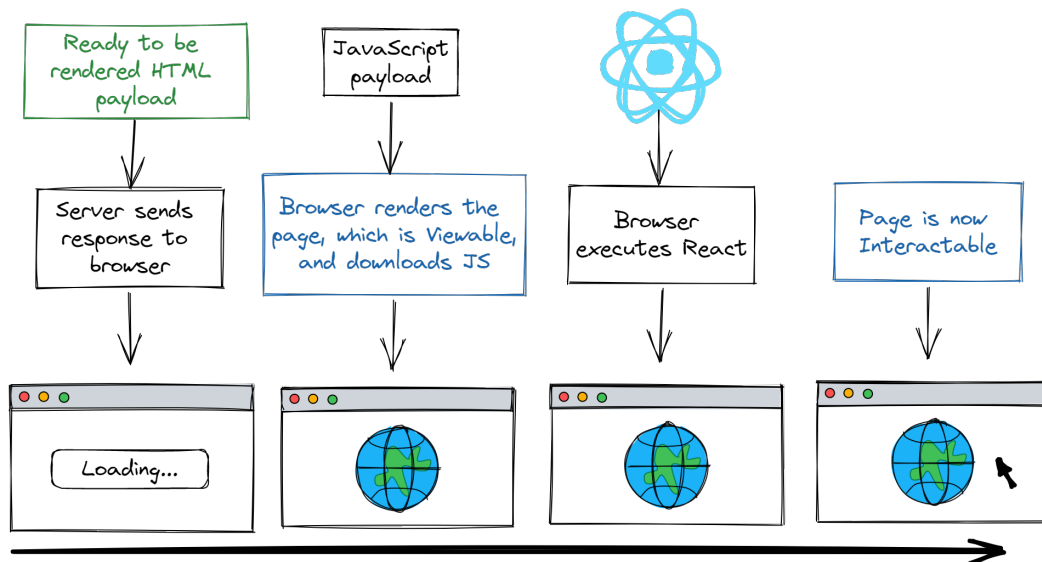 Ready to be
rendered HTML
payload
JavaScript
payload
Server sends
response to
browser
Browser renders the
page, which is Viewable,
and downloads JS
Browser
executes React
Page is now
Interactable
Loading...